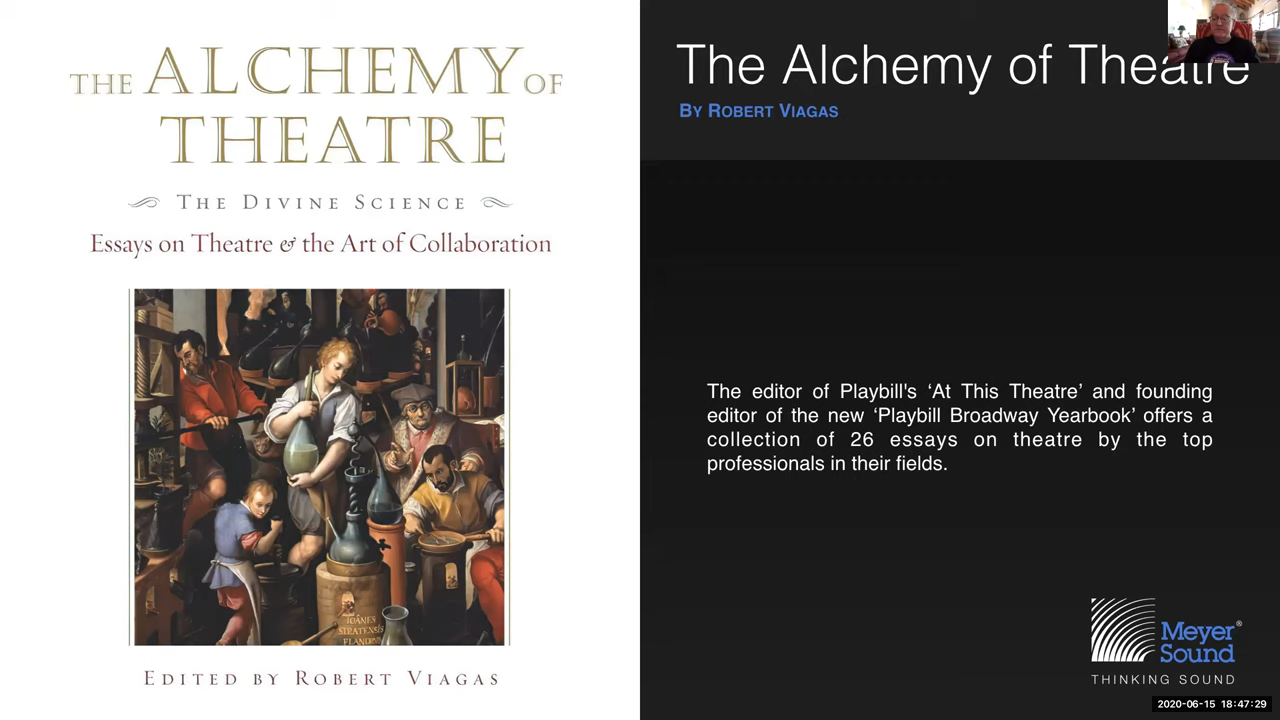 THE ALCHEMY OF
THEATRE
THE DIVINE SCIENCE
Essays on Theatre & the Art of Collaboration
IOANES
STRATENSIS
FLANDRUS
EDITED BY ROBERT VIAGAS
The Alchemy of Theatre
BY ROBERT VIAGAS
The editor of Playbill's ‘At This Theatre’ and founding
editor of the new ‘Playbill Broadway Yearbook’ offers a
collection of 26 essays on theatre by the top
professionals in their fields.
Meyer®
Sound
THINKING SOUND
2020-06-15 18:47:29